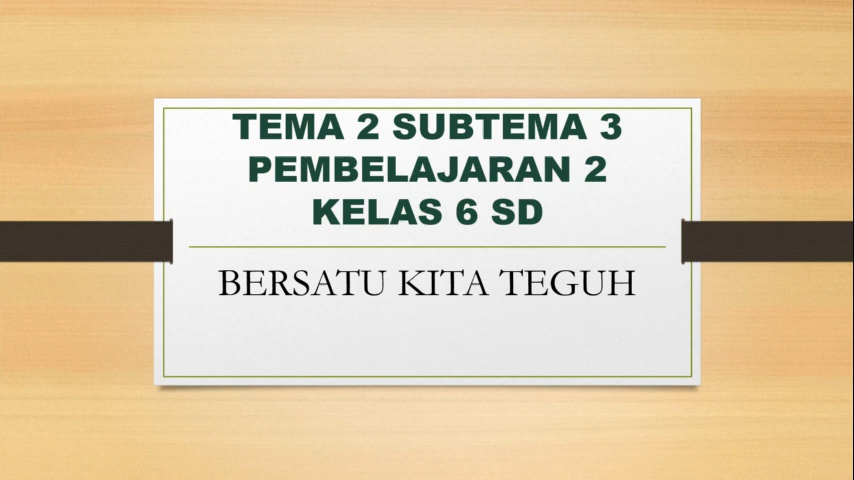 TEMA 2 SUBTEMA 3
PEMBELAJARAN 2
KELAS 6 SD
BERSATU KITA TEGUH